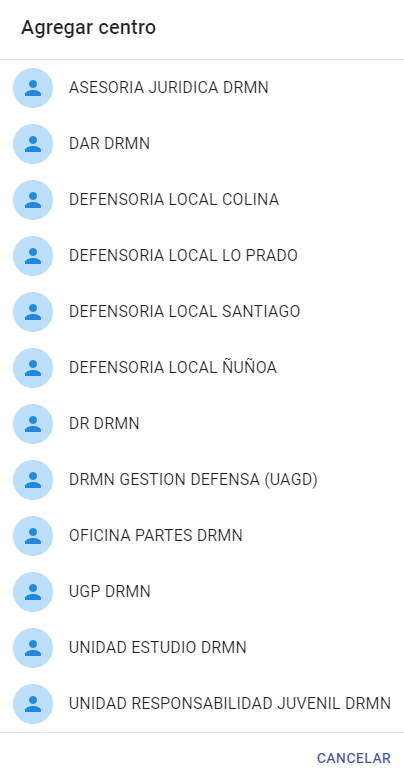 Agregar centro
ASESORIA JURIDICA DRMN
DAR DRMN
DEFENSORIA LOCAL COLINA
DEFENSORIA LOCAL LO PRADO
DEFENSORIA LOCAL SANTIAGO
DEFENSORIA LOCAL ÑUÑOA
DR DRMN
DRMN GESTION DEFENSA (UAGD)
OFICINA PARTES DRMN
UGP DRMN
UNIDAD ESTUDIO DRMN
UNIDAD RESPONSABILIDAD JUVENIL DRMN
CANCELAR